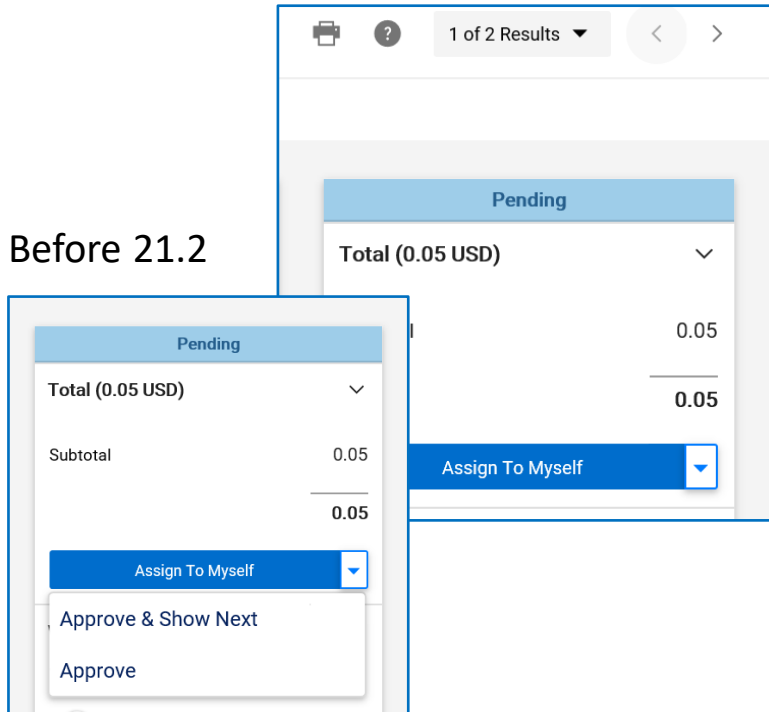 ? 1 of 2 Results
Pending
Total (0.05 USD)
0.05
0.05
Assign To Myself
Before 21.2
Pending
Total (0.05 USD)
Subtotal 0.05
0.05
Assign To Myself
Approve & Show Next
Approve